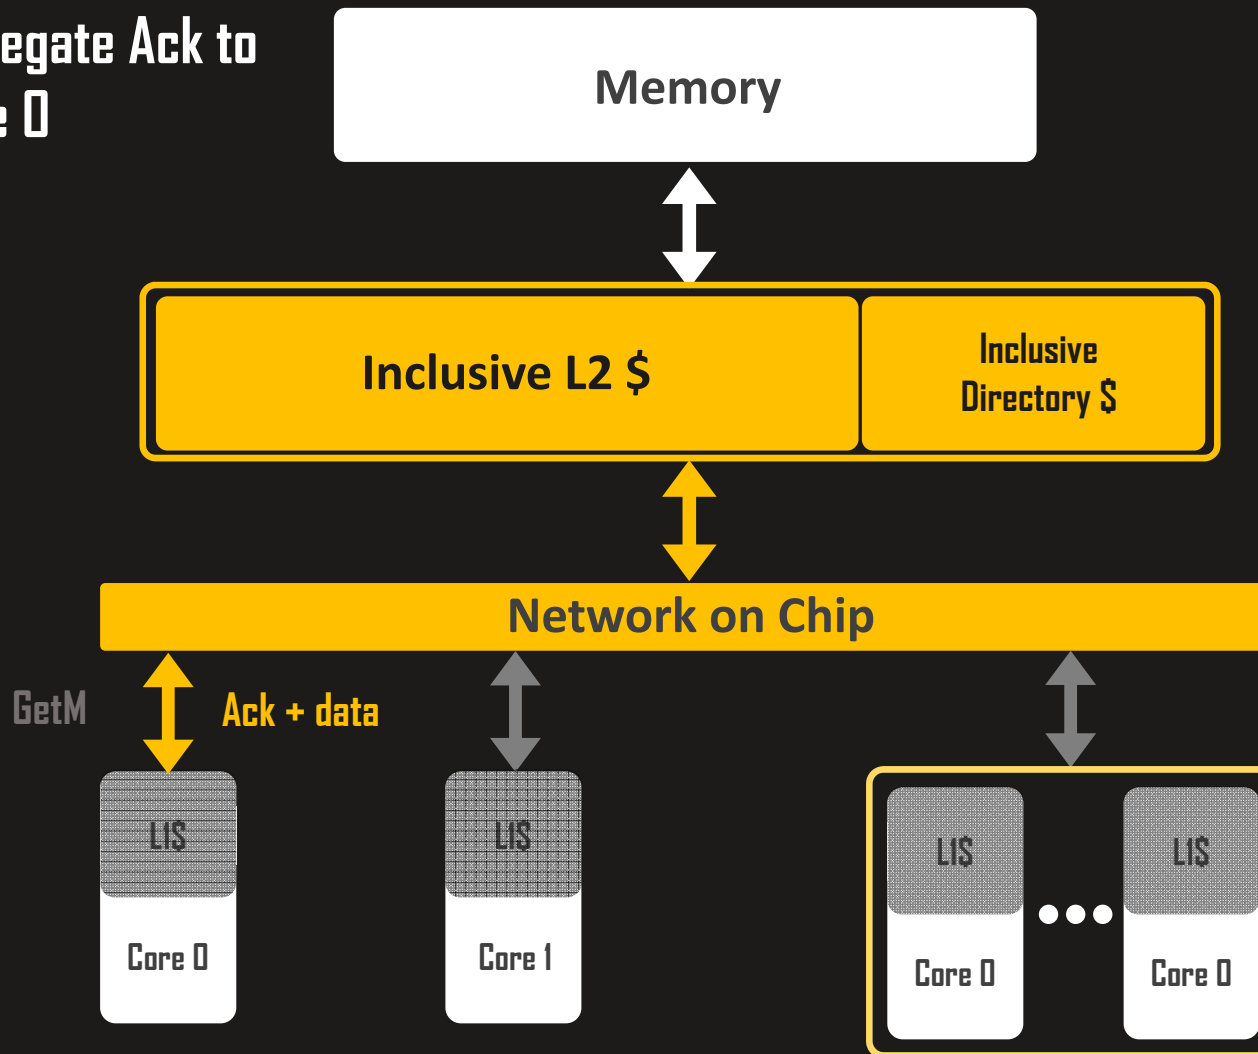 egate Ack to
e 0
Memory
Inclusive L2 $
Inclusive
Directory $
Network on Chip
GetM
Ack + data
L1$
L1$
L1$
L1$
Core 0
Core 1
Core 0
Core 0